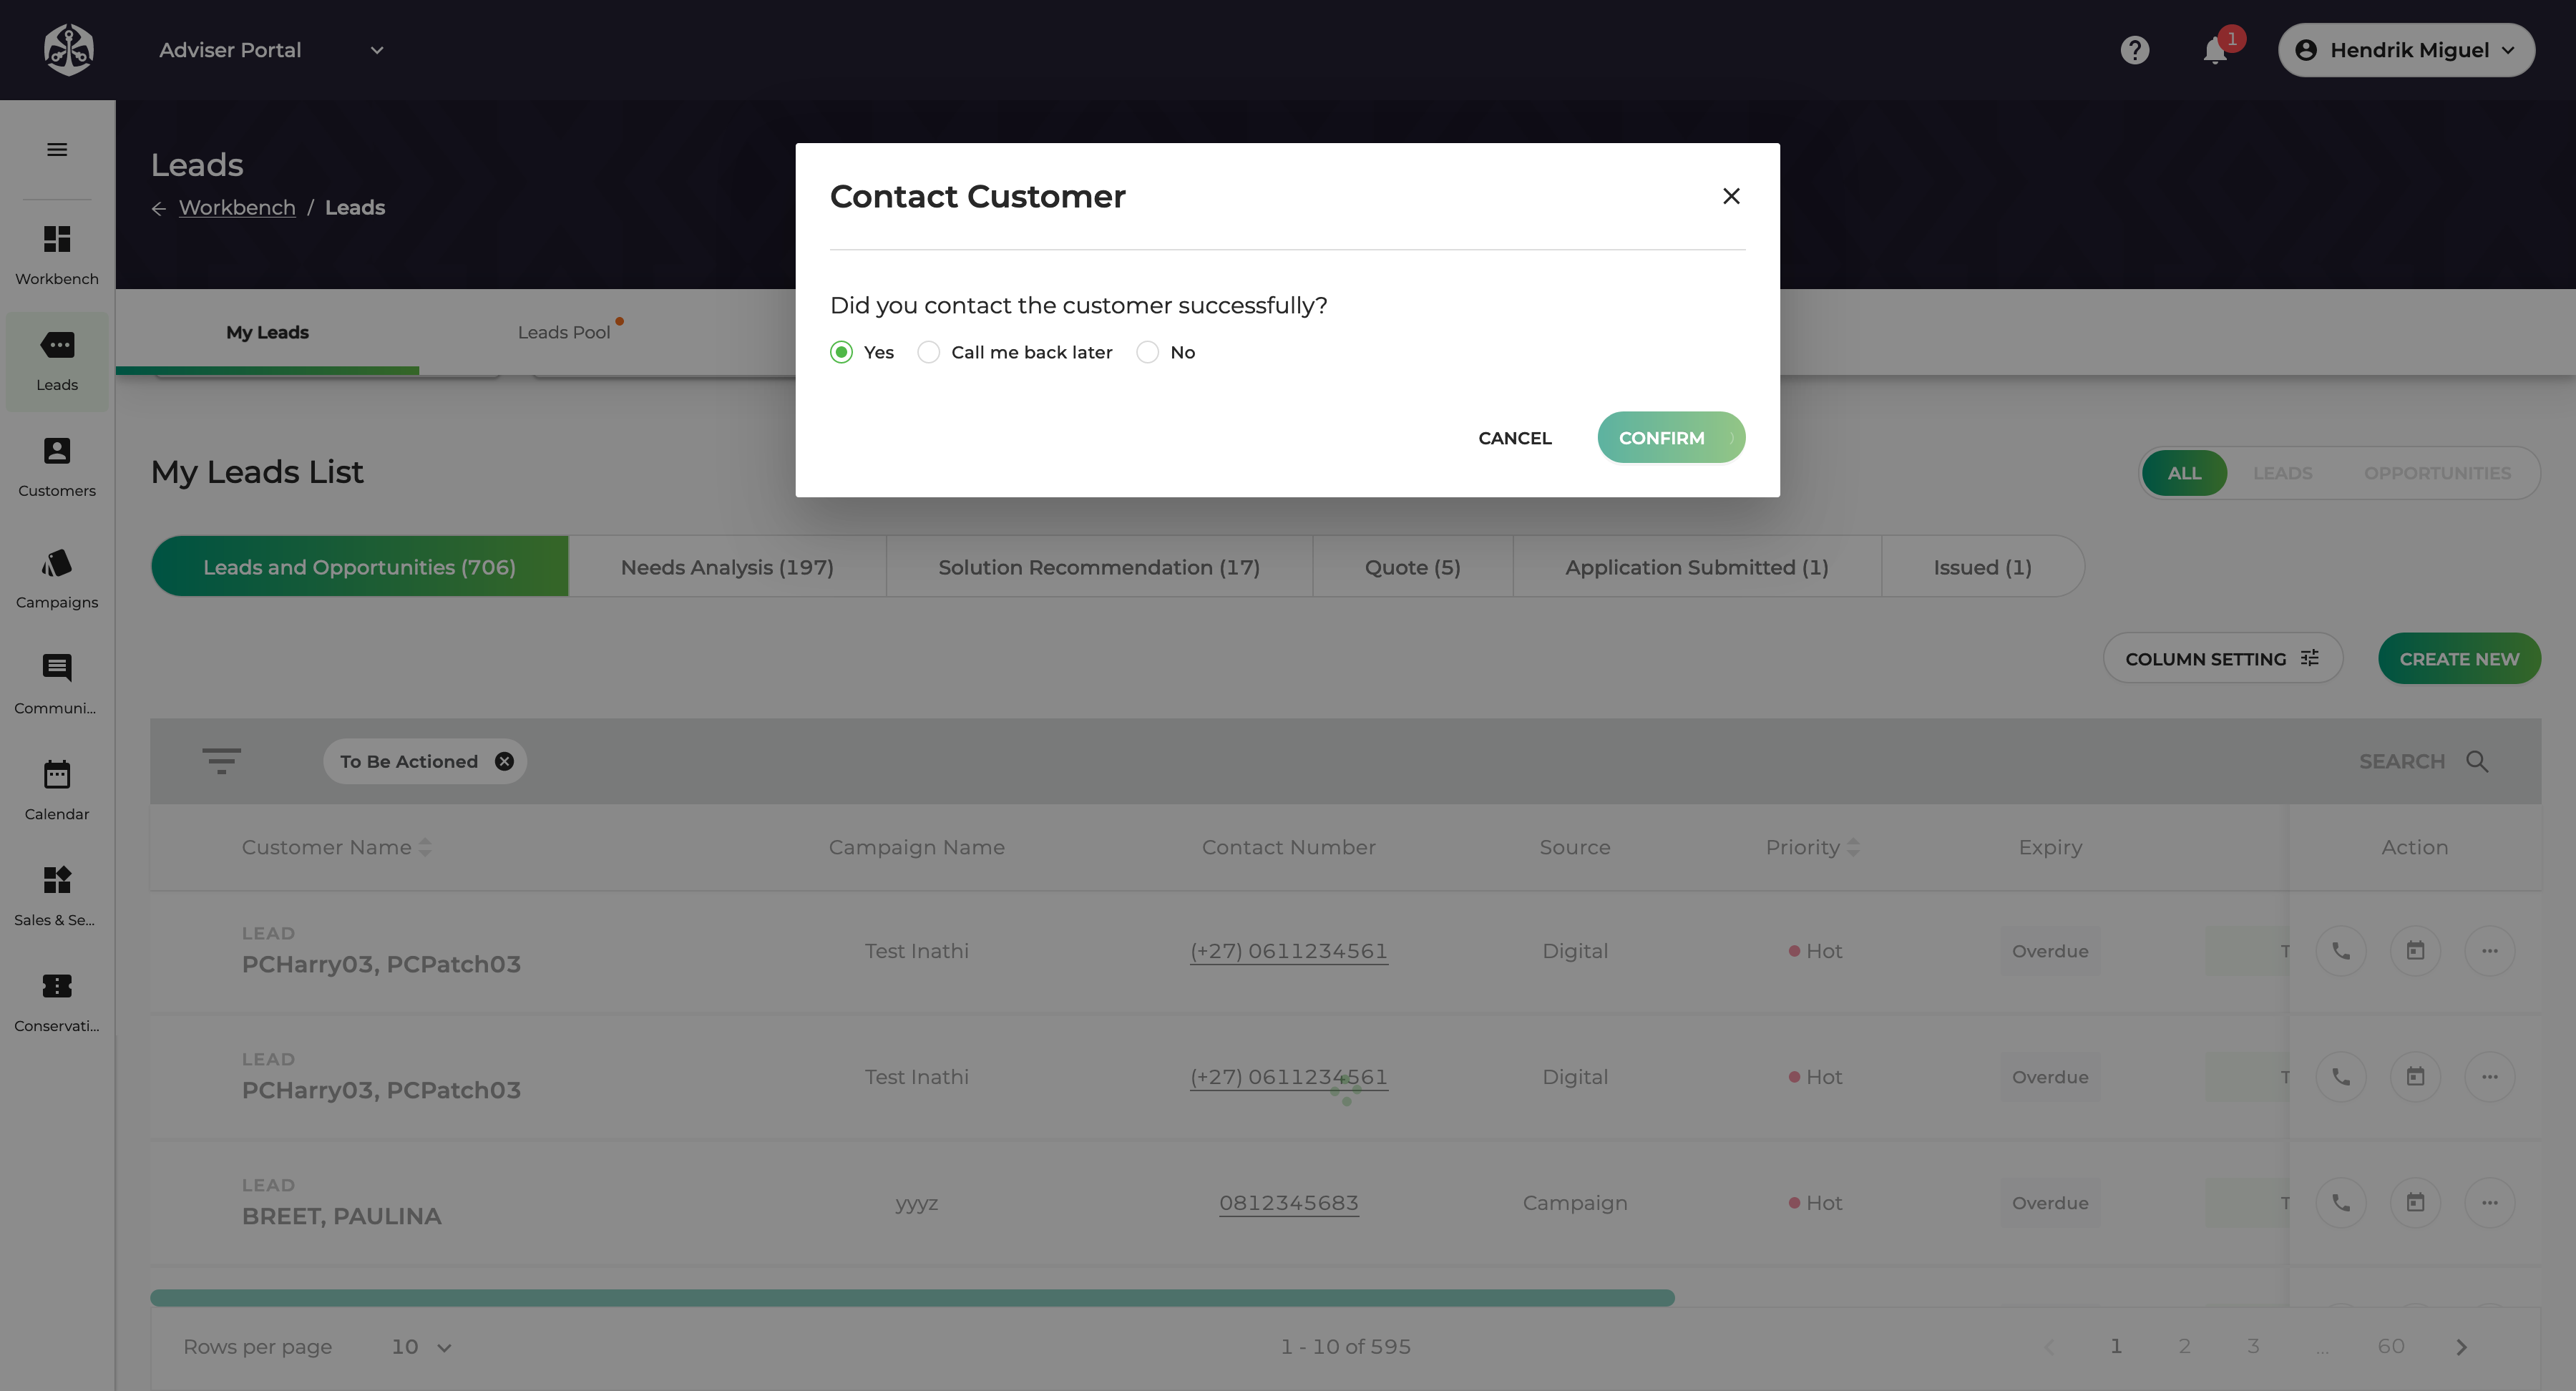 Adviser Portal
1
Hendrik Miguel
Leads
Workbench / Leads
Workbench
Leads
Customers
Campaigns
Communi...
Calendar
Sales & Se...
Conservati...
My Leads
Leads Pool
Contact Customer
Did you contact the customer successfully?
Yes
Call me back later
No
CANCEL
CONFIRM
My Leads List
ALL
LEADS
OPPORTUNITIES
Leads and Opportunities (706)
Needs Analysis (197)
Solution Recommendation (17)
Quote (5)
Application Submitted (1)
Issued (1)
COLUMN SETTING
CREATE NEW
To Be Actioned
SEARCH
Customer Name
Campaign Name
Contact Number
Source
Priority
Expiry
Action
LEAD
PCHarry03, PCPatch03
Test Inathi
(+27) 0611234561
Digital
Hot
Overdue
T
LEAD
PCHarry03, PCPatch03
Test Inathi
(+27) 0611234561
Digital
Hot
Overdue
T
LEAD
BREET, PAULINA
yyyz
0812345683
Campaign
Hot
Overdue
T
Rows per page
10
1 - 10 of 595
1
2
3
...
60